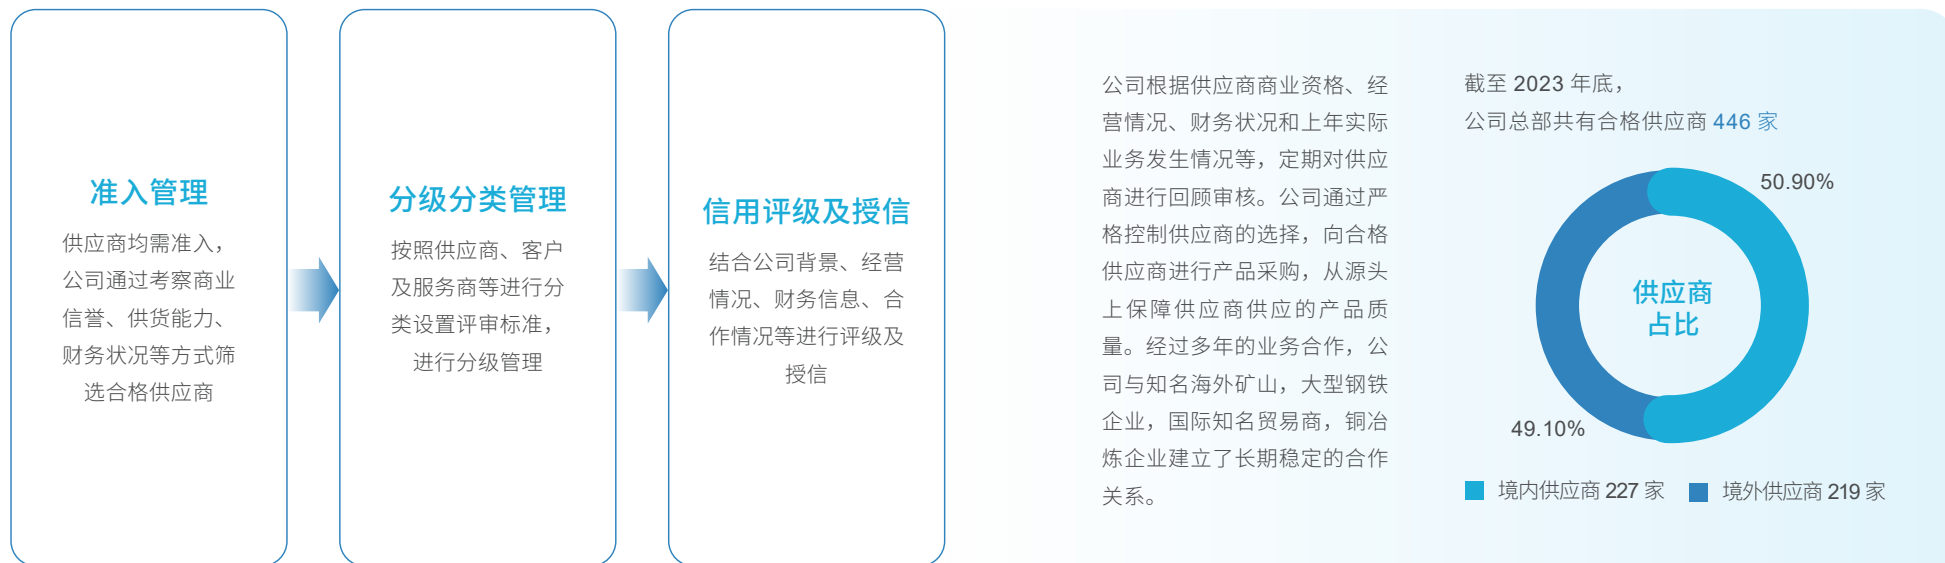 准入管理
供应商均需准入，
公司通过考察商业
信誉、供货能力、
财务状况等方式筛
选合格供应商
分级分类管理
按照供应商、客户
及服务商等进行分
类设置评审标准，
进行分级管理
信用评级及授信
结合公司背景、经营
情况、财务信息、合
作情况等进行评级及
授信
公司根据供应商商业资格、经
营情况、财务状况和上年实际
业务发生情况等，定期对供应
商进行回顾审核。公司通过严
格控制供应商的选择，向合格
供应商进行产品采购，从源头
上保障供应商供应的产品质
量。经过多年的业务合作，公
司与知名海外矿山，大型钢铁
企业，国际知名贸易商，铜冶
炼企业建立了长期稳定的合作
关系。
截至 2023 年底，
公司总部共有合格供应商 446 家
50.90%
供应商
占比
49.10%
境内供应商 227 家
境外供应商 219 家